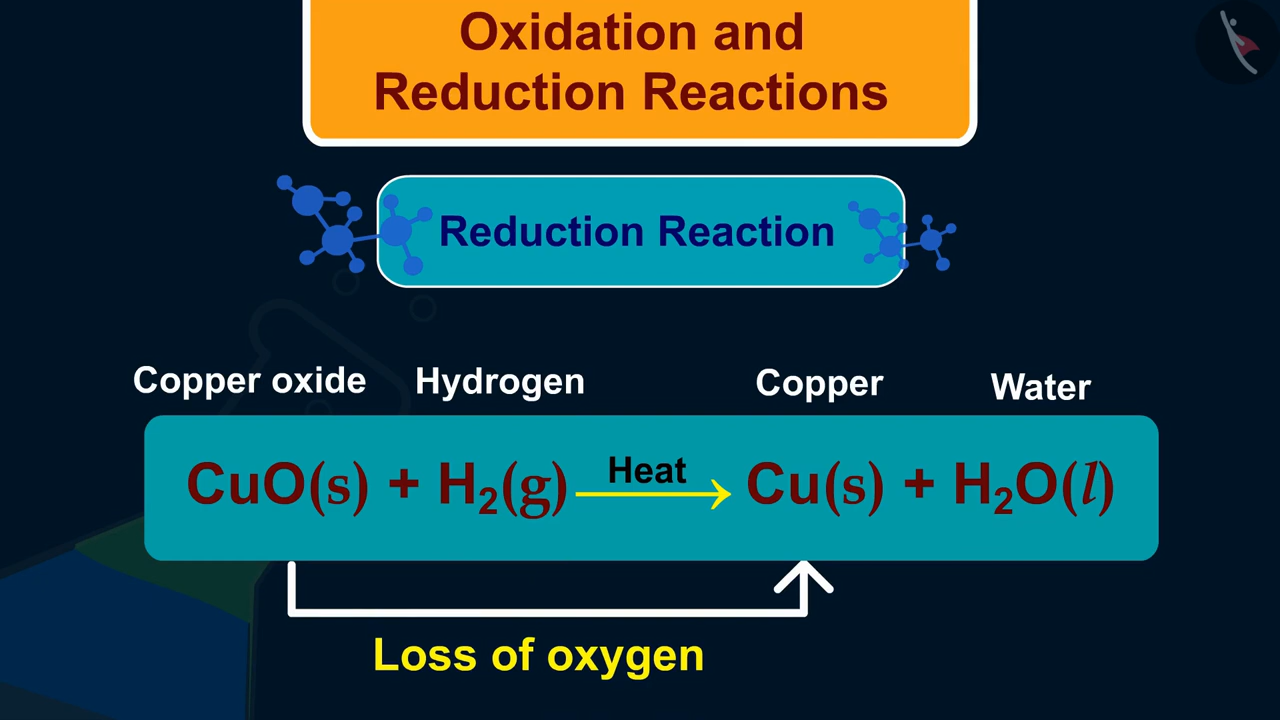 Oxidation and
Reduction Reactions
Reduction Reaction
Copper oxide Hydrogen Copper Water
CuO(s) + H₂(g) Heat → Cu(s) + H₂O(l)
Loss of oxygen